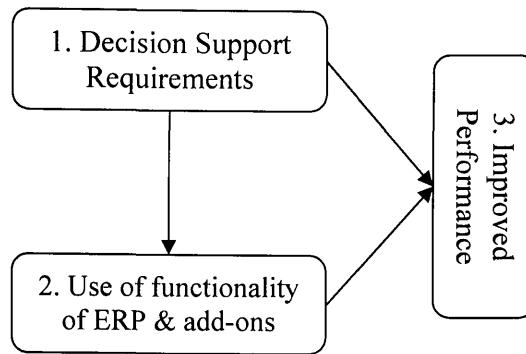 1. Decision Support
Requirements
3. Improved
Performance
2. Use of functionality
of ERP & add-ons